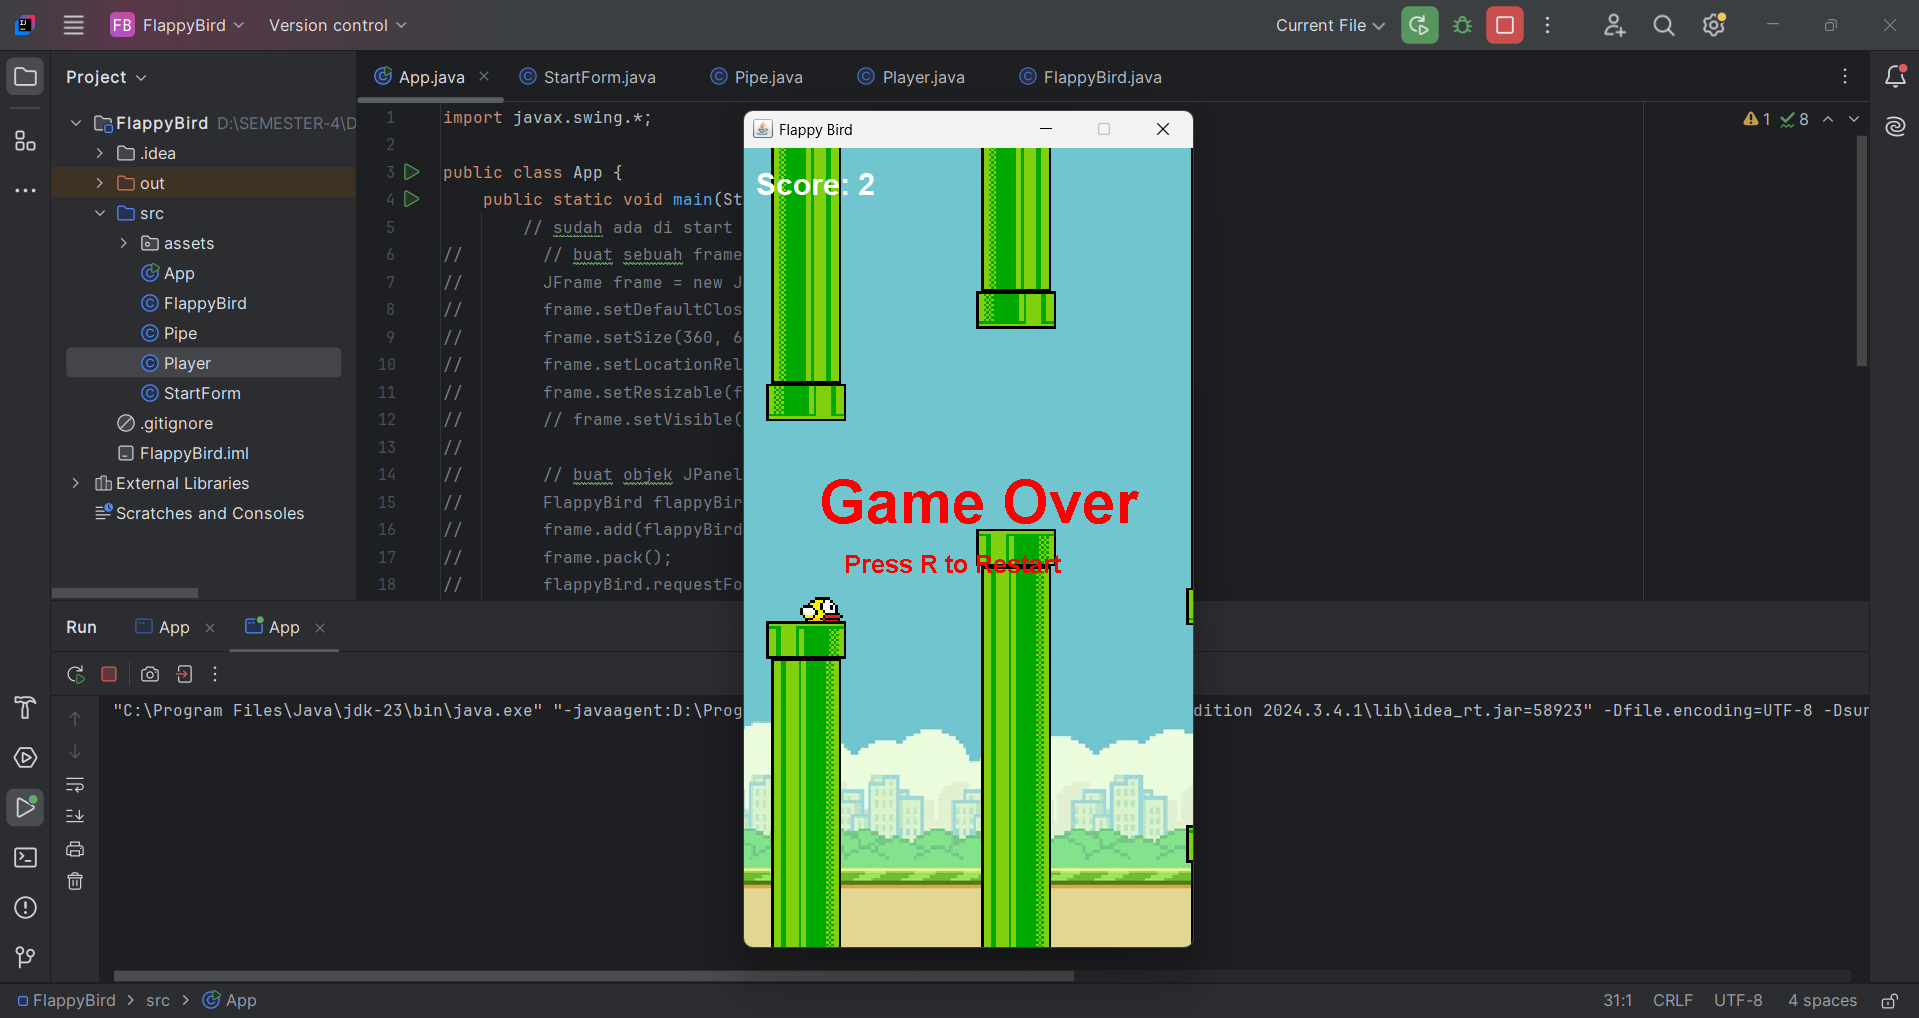 FB FlappyBird Version control Current File
Project
App.java StartForm.java Pipe.java Player.java FlappyBird.java
FlappyBird D:\SEMESTER-4\D
.idea
out
src
assets
App
FlappyBird
Pipe
Player
StartForm
.gitignore
FlappyBird.iml
External Libraries
Scratches and Consoles
1 import javax.swing.*;
2
3 public class App {
4 public static void main(St
5 // sudah ada di start
6 // // buat sebuah frame
7 // JFrame frame = new J
8 // frame.setDefaultClos
9 // frame.setSize(360, 6
10 // frame.setLocationRel
11 // frame.setResizable(f
12 // // frame.setVisible(
13 //
14 // // buat objek JPanel
15 // FlappyBird flappyBir
16 // frame.add(flappyBird
17 // frame.pack();
18 // flappyBird.requestFo
1 8
Flappy Bird
Score: 2
Game Over
Press R to Restart
Run App App
"C:\Program Files\Java\jdk-23\bin\java.exe" "-javaagent:D:\Prog
dition 2024.3.4.1\lib\idea_rt.jar=58923" -Dfile.encoding=UTF-8 -Dsur
FlappyBird > src > App
31:1 CRLF UTF-8 4 spaces